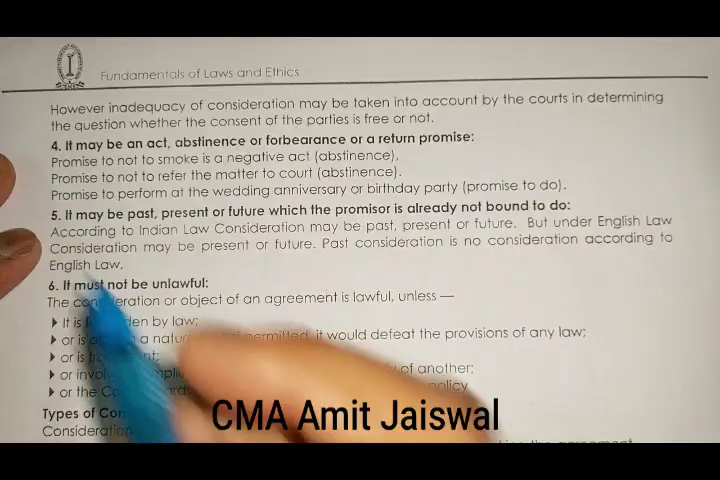 Fundamentals of Laws and Ethics
However inadequacy of consideration may be taken into account by the courts in determining
the question whether the consent of the parties is free or not.
4. It may be an act, abstinence or forbearance or a return promise:
Promise to not to smoke is a negative act (abstinence),
Promise to not to refer the matter to court (abstinence).
Promise to perform at the wedding anniversary or birthday party (promise to do).
5. It may be past, present or future which the promisor is already not bound to do:
According to Indian Law Consideration may be past, present or future. But under English Law
Consideration may be present or future. Past consideration is no consideration according to
English Law.
6. It must not be unlawful:
The consideration or object of an agreement is lawful, unless —
It is by law;
or is a permitted, it would defeat the provisions of any law;
or is
or of another;
or the policy
Types of
Consideration
CMA Amit Jaiswal